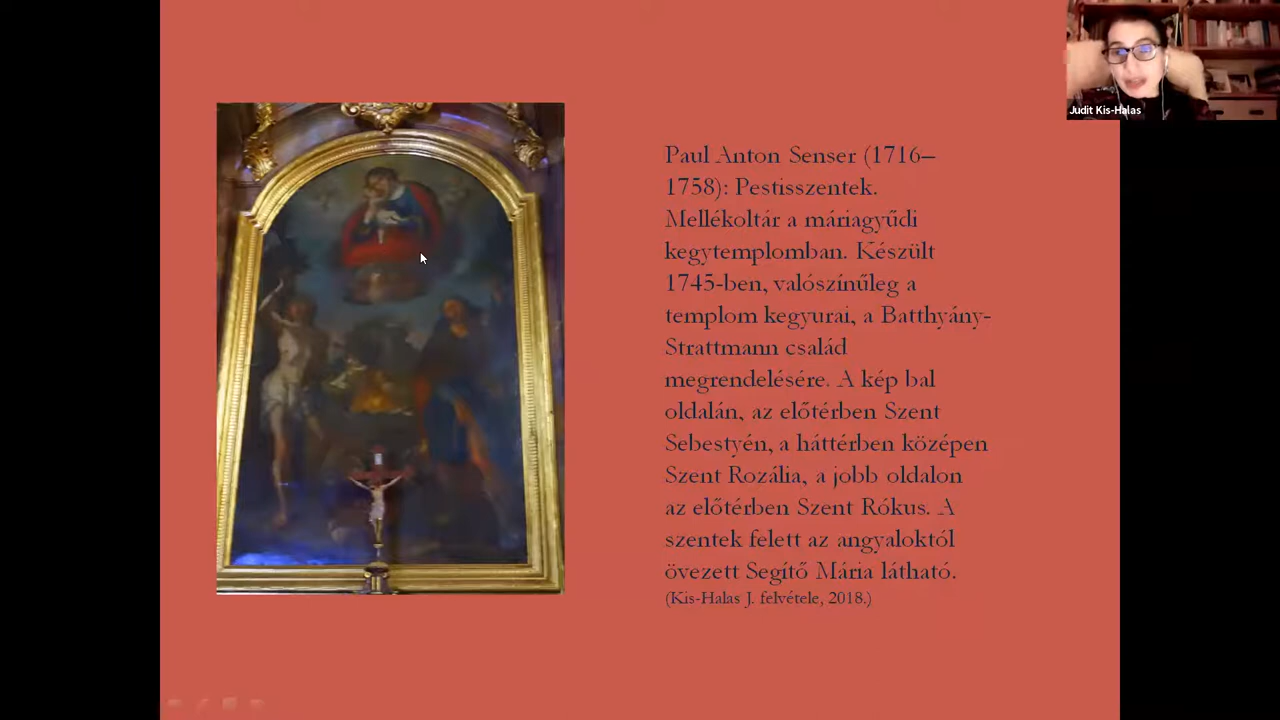 Judit Kis-Halas
Paul Anton Senser (1716–
1758): Pestisszentek.
Mellékoltár a máriagyűdi
kegytemplomban. Készült
1745-ben, valószínűleg a
templom kegyurai, a Batthyány-
Strattmann család
megrendelésére. A kép bal
oldalán, az előtérben Szent
Sebestyén, a háttérben középen
Szent Rozália, a jobb oldalon
az előtérben Szent Rókus. A
szentek felett az angyaloktól
övezett Segítő Mária látható.
(Kis-Halas J. felvétele, 2018.)